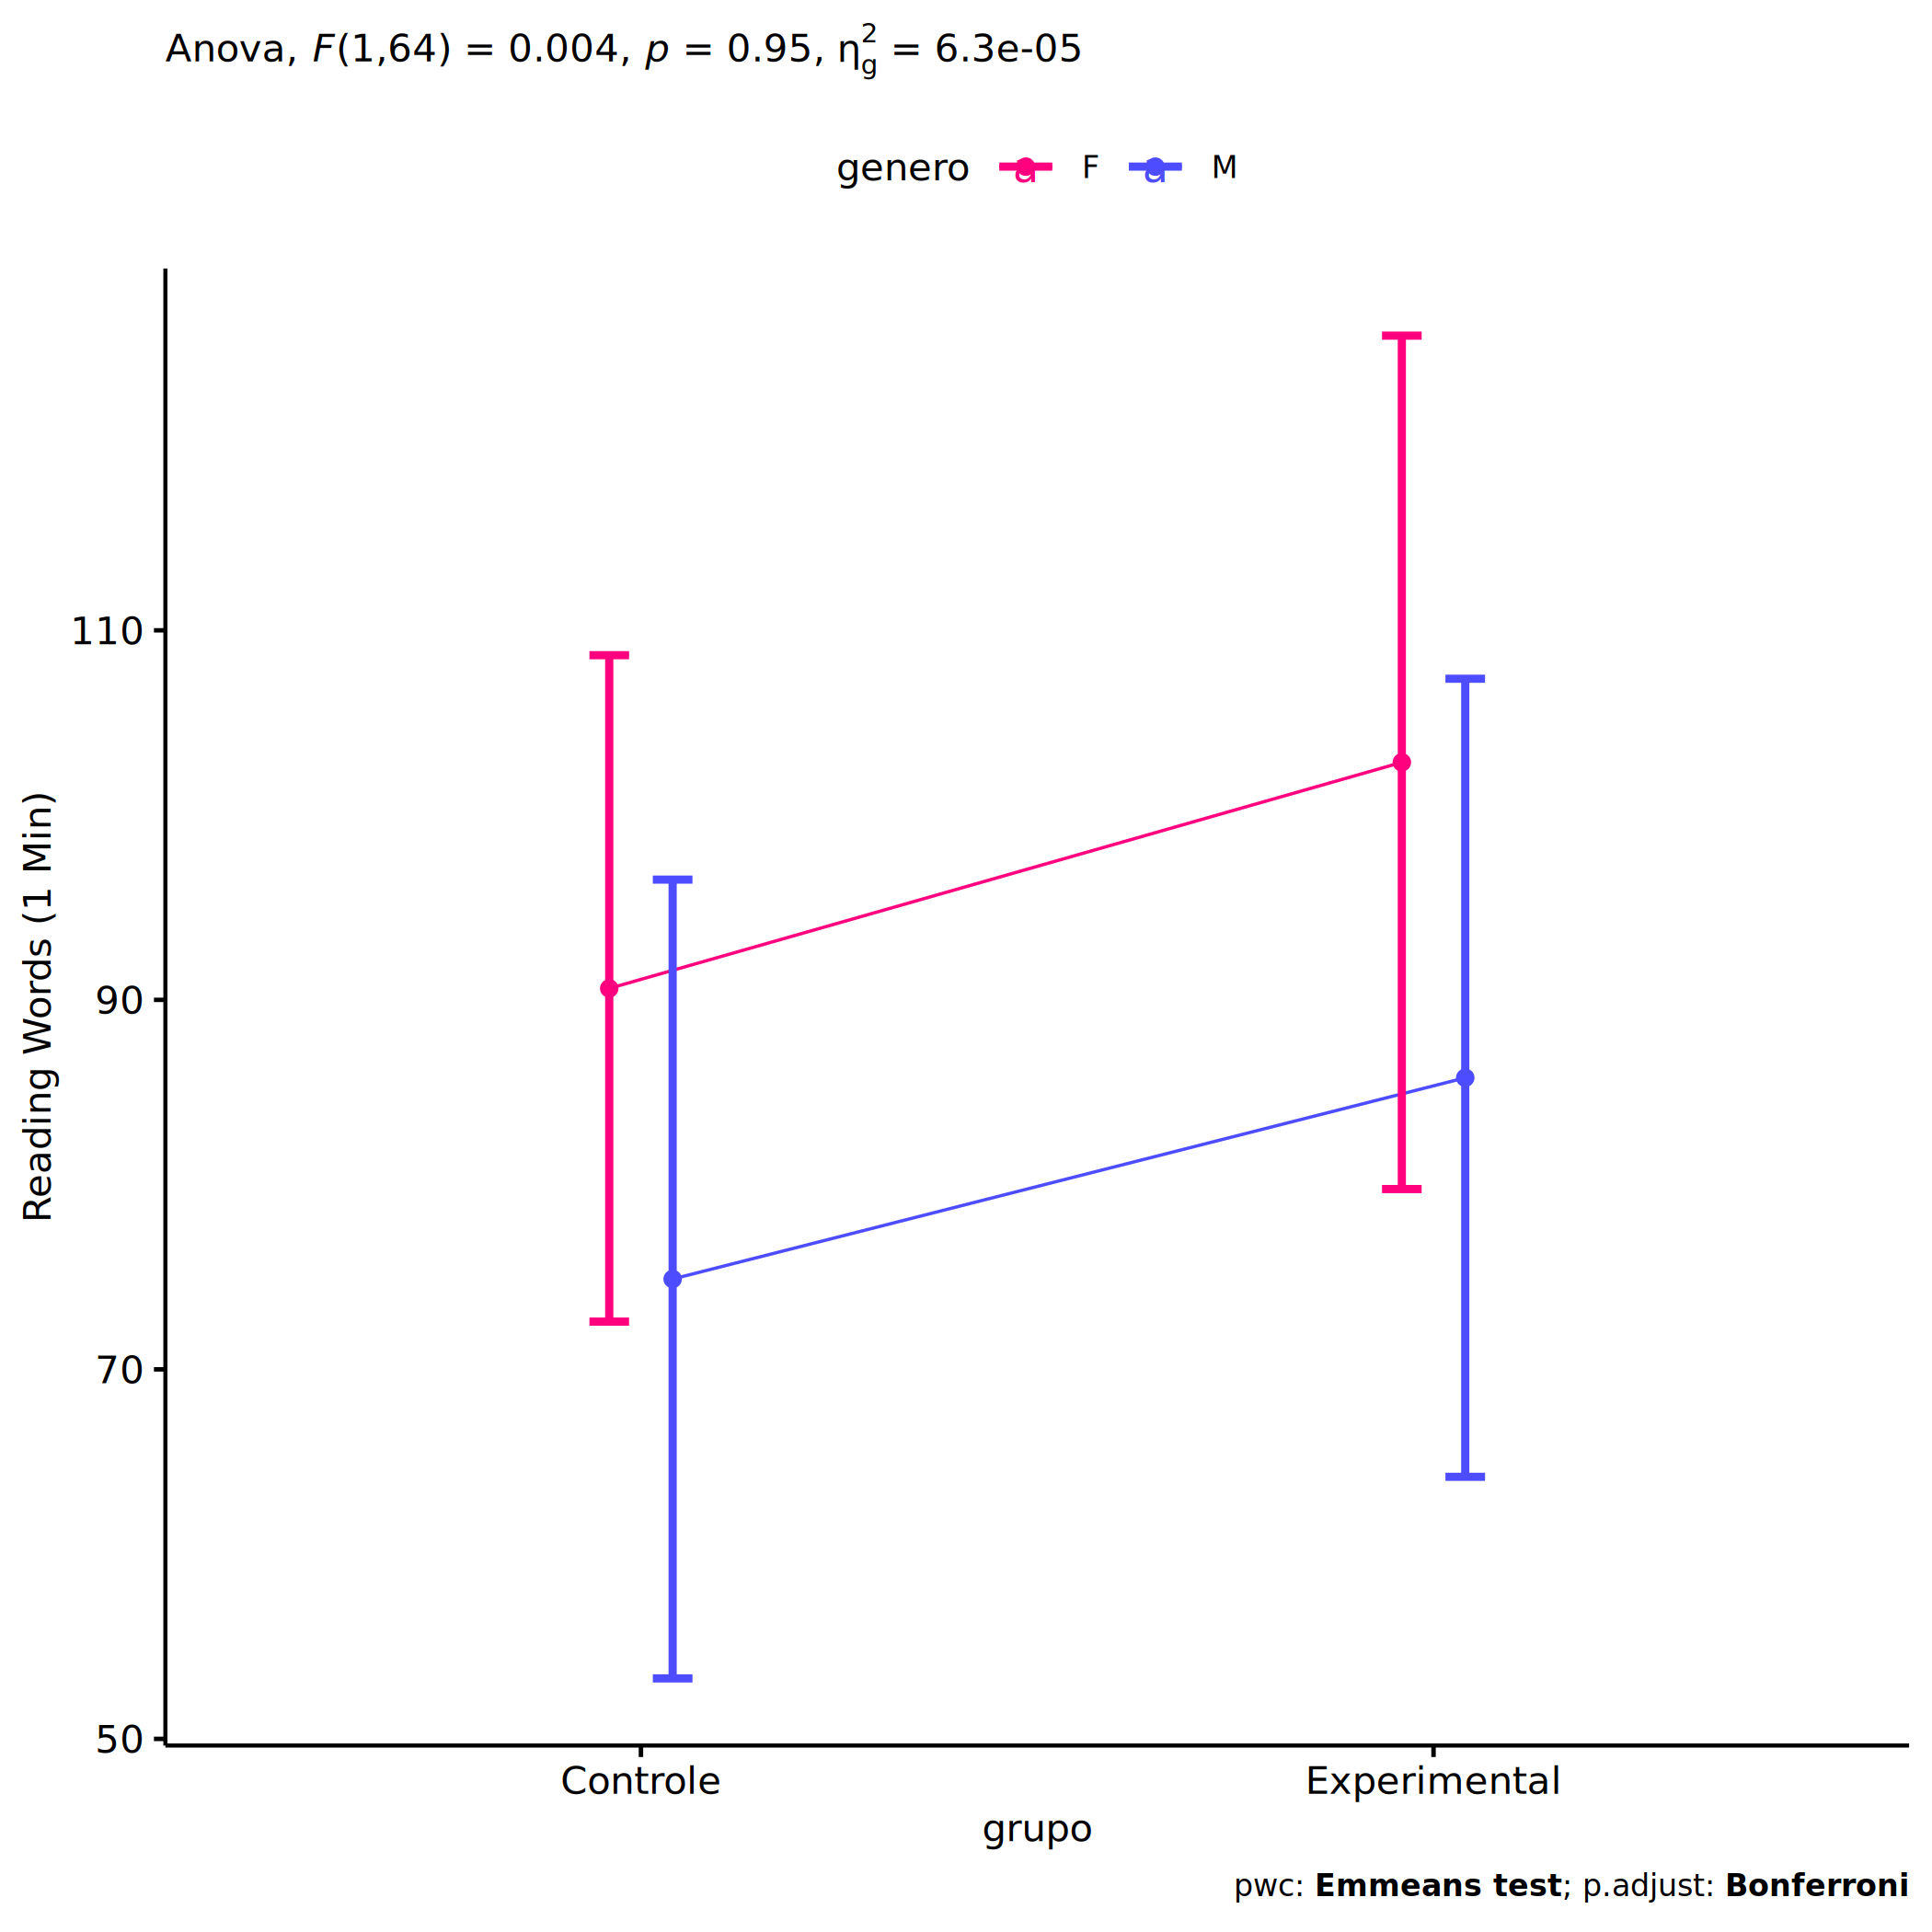 Anova, F(1,64) = 0.004, p = 0.95, η²g = 6.3e-05
genero a F a M
110
90
70
50
Reading Words (1 Min)
Controle Experimental
grupo
pwc: Emmeans test; p.adjust: Bonferroni